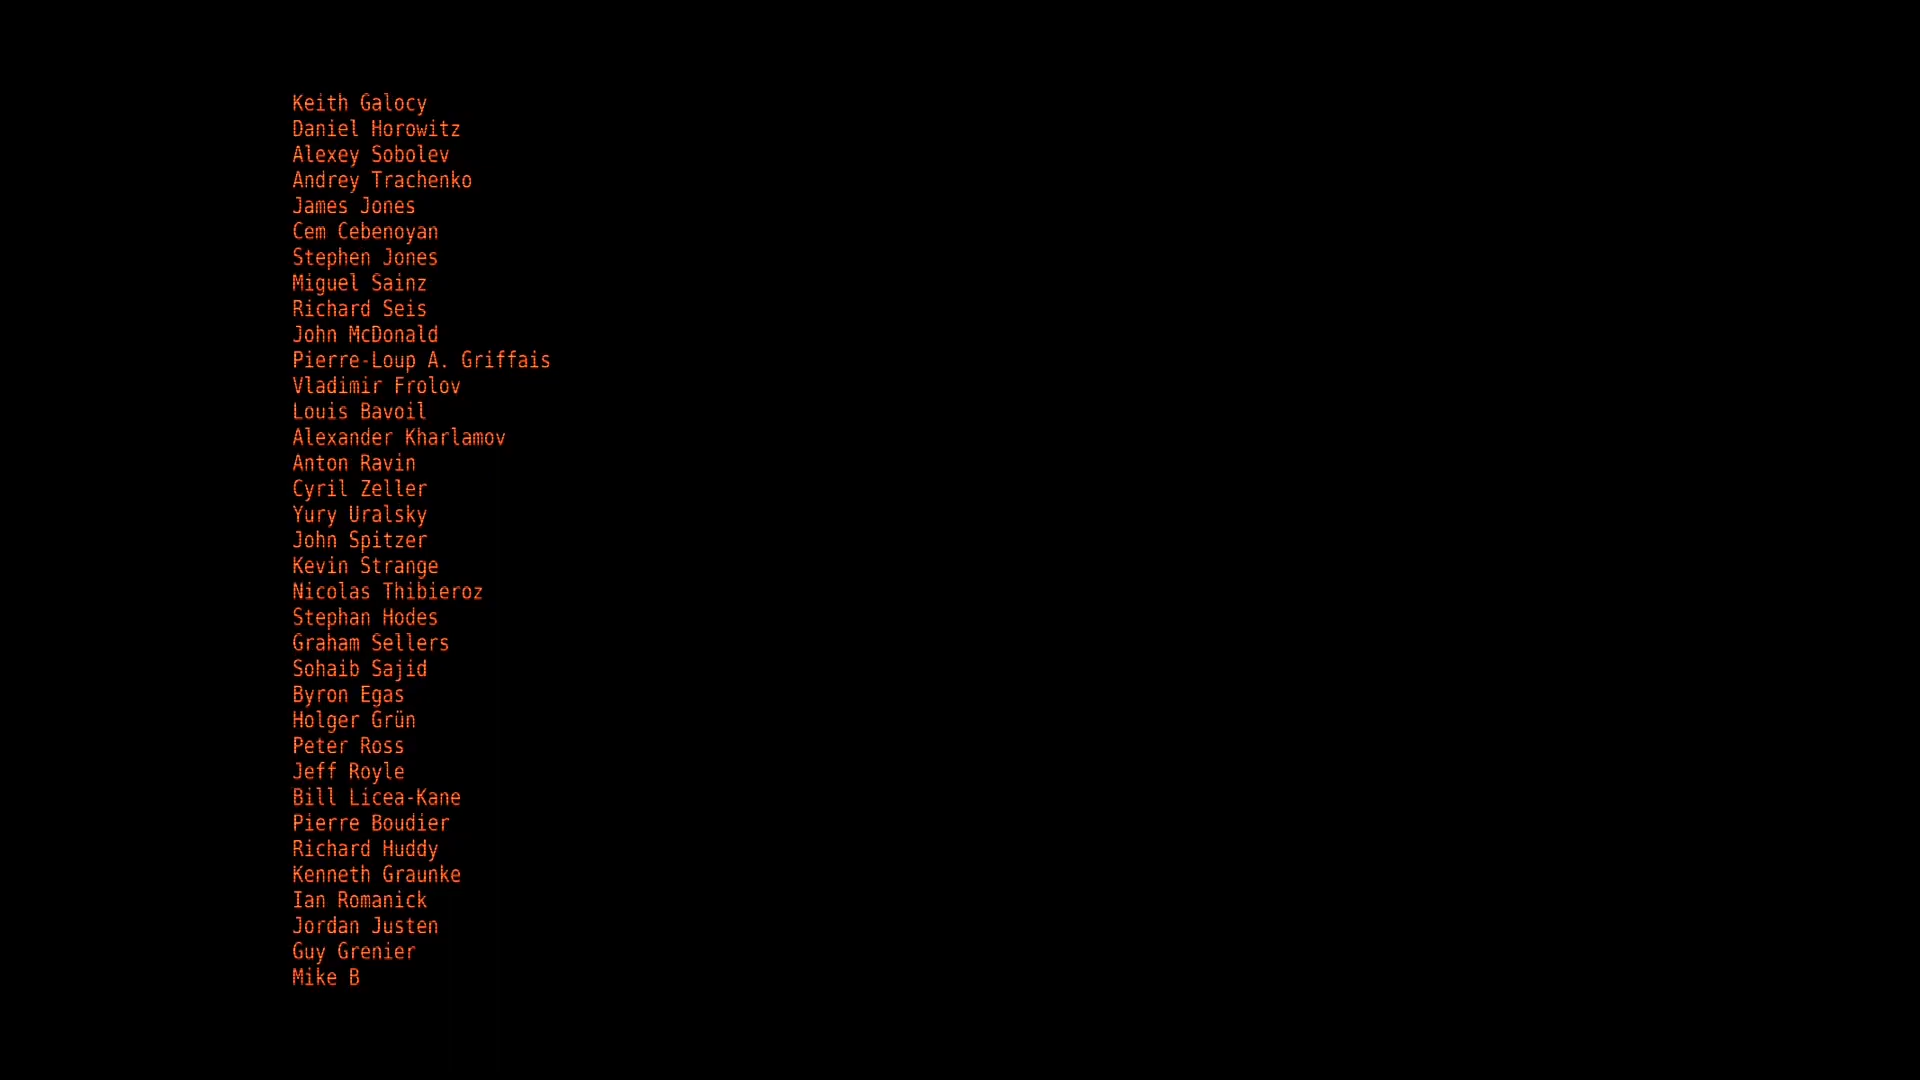 Keith Galocy
Daniel Horowitz
Alexey Sobolev
Andrey Trachenko
James Jones
Cem Cebenoyan
Stephen Jones
Miguel Sainz
Richard Seis
John McDonald
Pierre-Loup A. Griffais
Vladimir Frolov
Louis Bavoil
Alexander Kharlamov
Anton Ravin
Cyril Zeller
Yury Uralsky
John Spitzer
Kevin Strange
Nicolas Thibieroz
Stephan Hodes
Graham Sellers
Sohaib Sajid
Byron Egas
Holger Grün
Peter Ross
Jeff Royle
Bill Licea-Kane
Pierre Boudier
Richard Huddy
Kenneth Graunke
Ian Romanick
Jordan Justen
Guy Grenier
Mike B